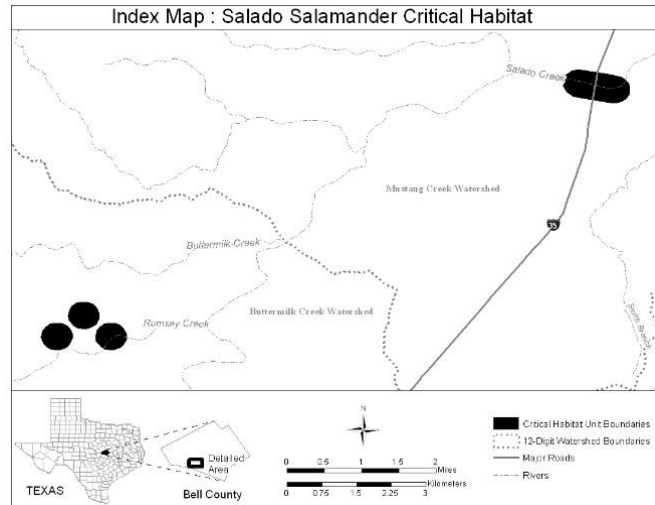 Index Map : Salado Salamander Critical Habitat
Salado Creek
Mustang Creek Watershed
35
Buttermilk Creek
Buttermilk Creek Watershed
Rumsey Creek
Smith Branch
N
Critical Habitat Unit Boundaries
12-Digit Watershed Boundaries
Major Roads
Rivers
Detailed
Area
TEXAS
Bell County
0 0.5 1 1.5 2
Miles
Kilometers
0 0.75 1.5 2.25 3